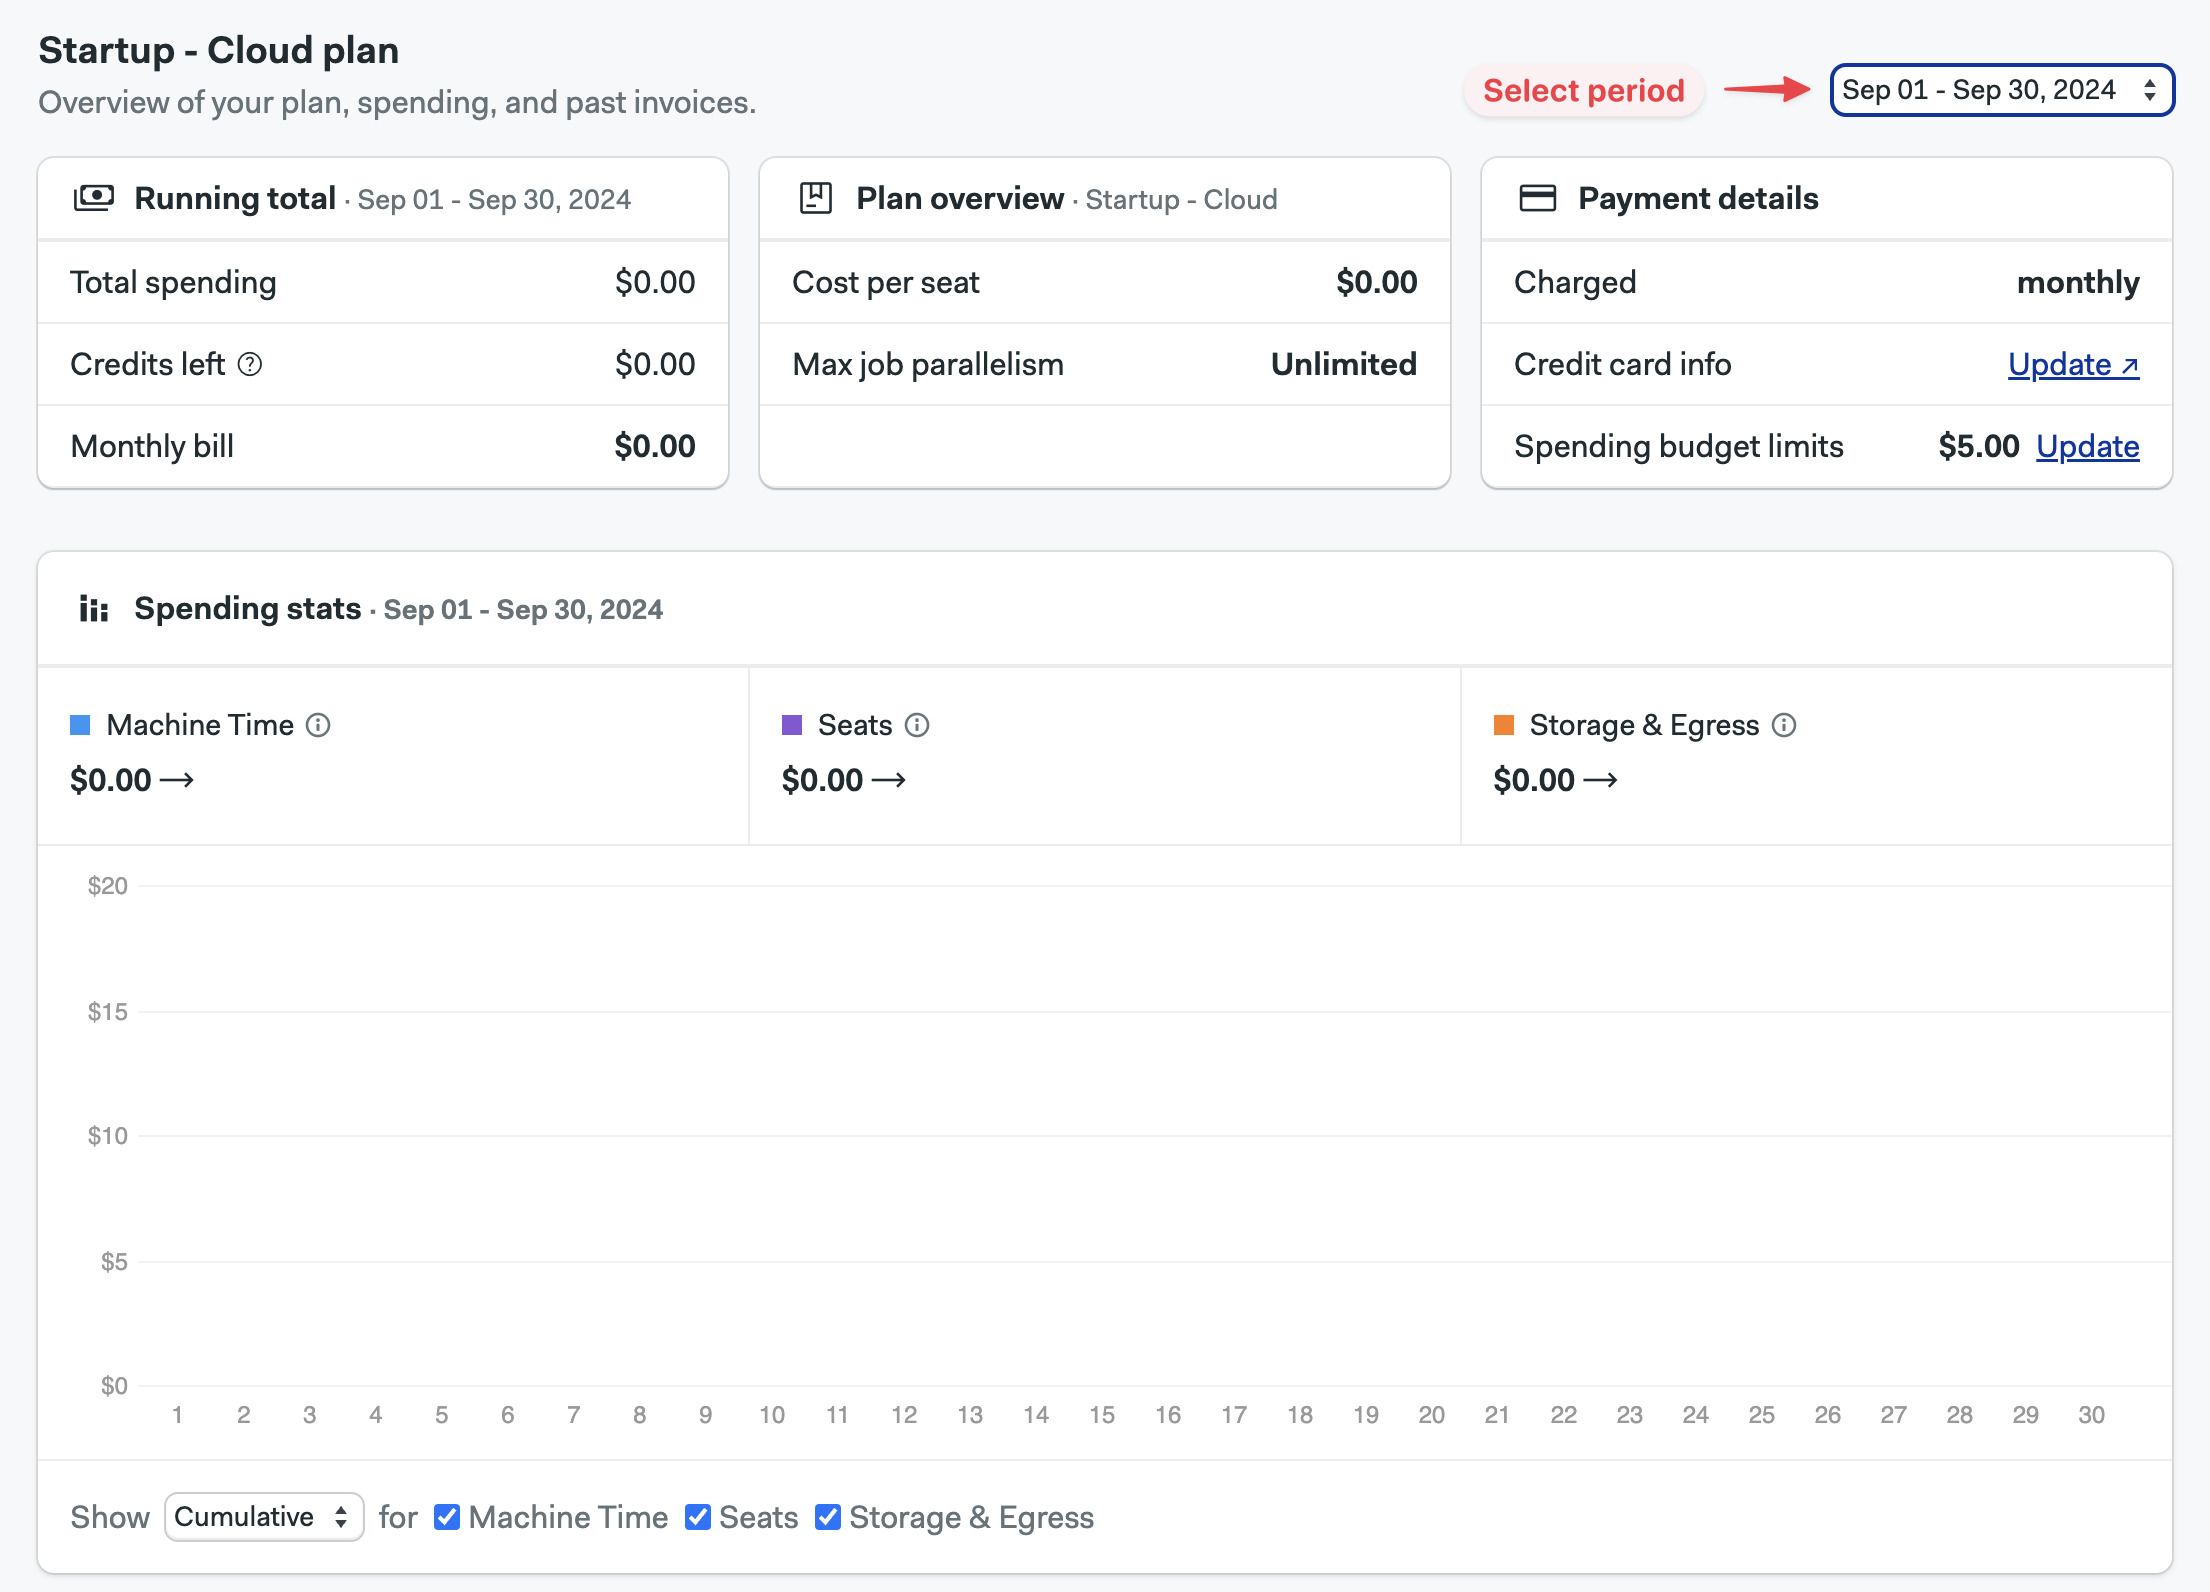 Startup - Cloud plan
Overview of your plan, spending, and past invoices.
Select period
Sep 01 - Sep 30, 2024
Running total · Sep 01 - Sep 30, 2024
Total spending $0.00
Credits left $0.00
Monthly bill $0.00
Plan overview · Startup - Cloud
Cost per seat $0.00
Max job parallelism Unlimited
Payment details
Charged monthly
Credit card info Update ↗
Spending budget limits $5.00 Update
Spending stats · Sep 01 - Sep 30, 2024
Machine Time
$0.00 →
Seats
$0.00 →
Storage & Egress
$0.00 →
$20
$15
$10
$5
$0
1 2 3 4 5 6 7 8 9 10 11 12 13 14 15 16 17 18 19 20 21 22 23 24 25 26 27 28 29 30
Show Cumulative for Machine Time Seats Storage & Egress